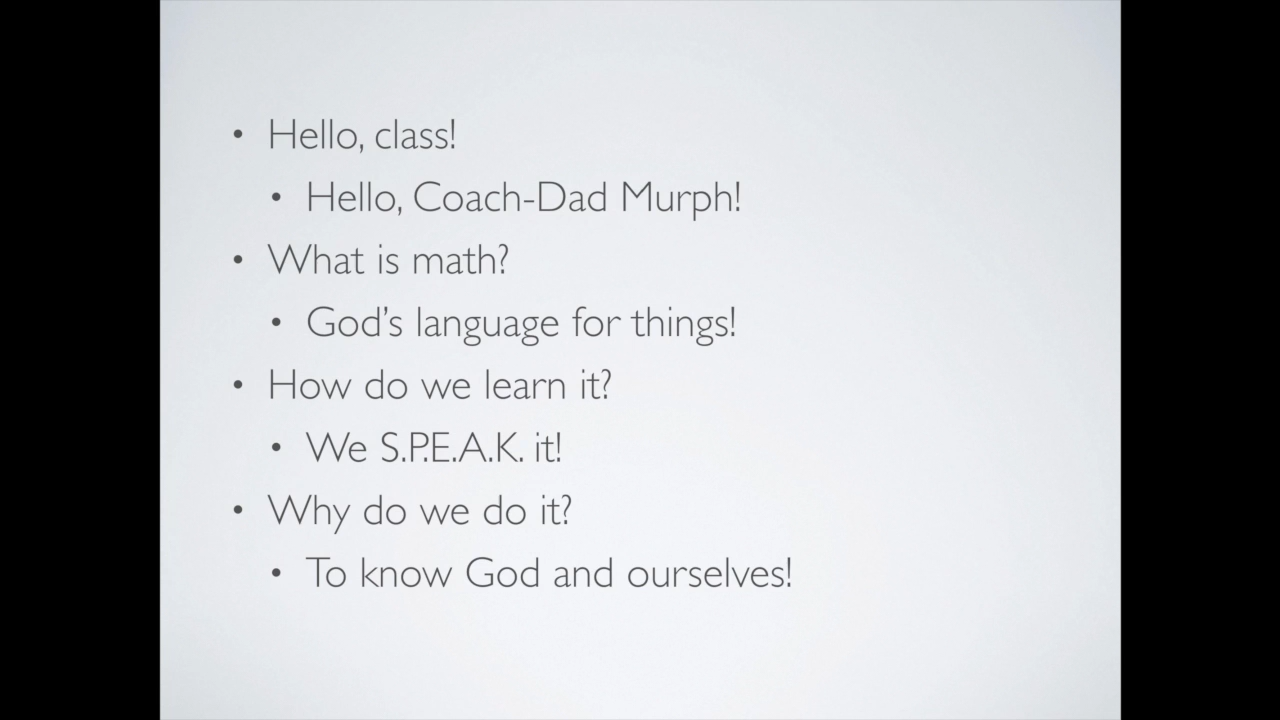 • Hello, class!
• Hello, Coach-Dad Murph!
• What is math?
• God's language for things!
• How do we learn it?
• We S.P.E.A.K. it!
• Why do we do it?
• To know God and ourselves!